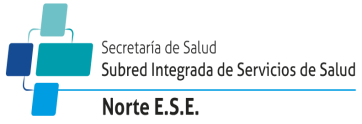 Secretaría de Salud
Subred Integrada de Servicios de Salud
Norte E.S.E.